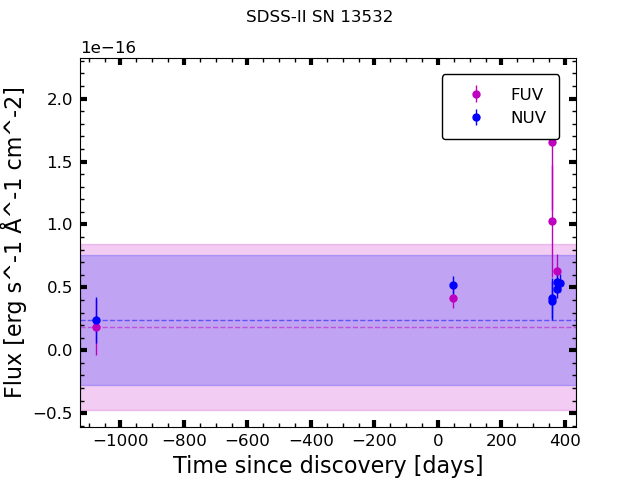 SDSS-II SN 13532
1e−16
2.0
1.5
1.0
0.5
0.0
−0.5
Flux [erg s^-1 Å^-1 cm^-2]
FUV
NUV
−1000 −800 −600 −400 −200 0 200 400
Time since discovery [days]